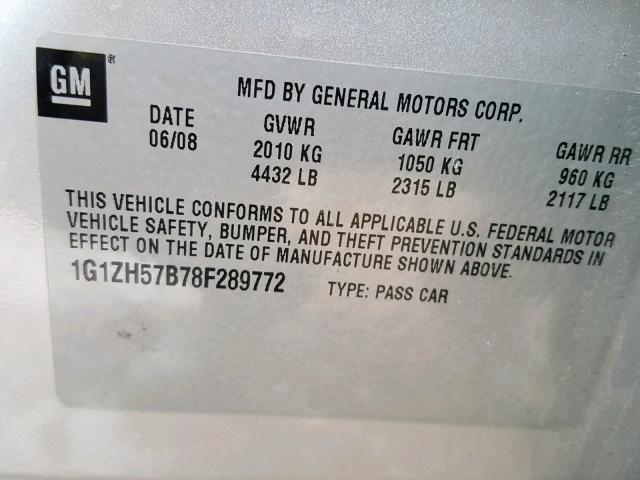 GM®
MFD BY GENERAL MOTORS CORP.
DATE GVWR GAWR FRT GAWR RR
06/08 2010 KG 1050 KG 960 KG
4432 LB 2315 LB 2117 LB
THIS VEHICLE CONFORMS TO ALL APPLICABLE U.S. FEDERAL MOTOR
VEHICLE SAFETY, BUMPER, AND THEFT PREVENTION STANDARDS IN
EFFECT ON THE DATE OF MANUFACTURE SHOWN ABOVE.
1G1ZH57B78F289772 TYPE: PASS CAR